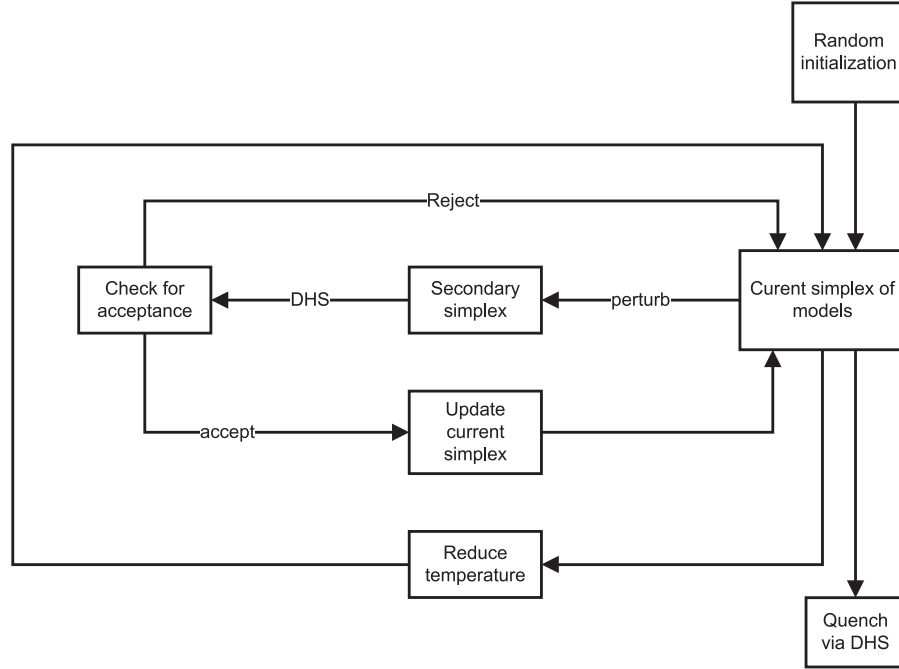 Random
initialization
Reject
Check for
acceptance
DHS
Secondary
simplex
perturb
Curent simplex of
models
accept
Update
current
simplex
Reduce
temperature
Quench
via DHS